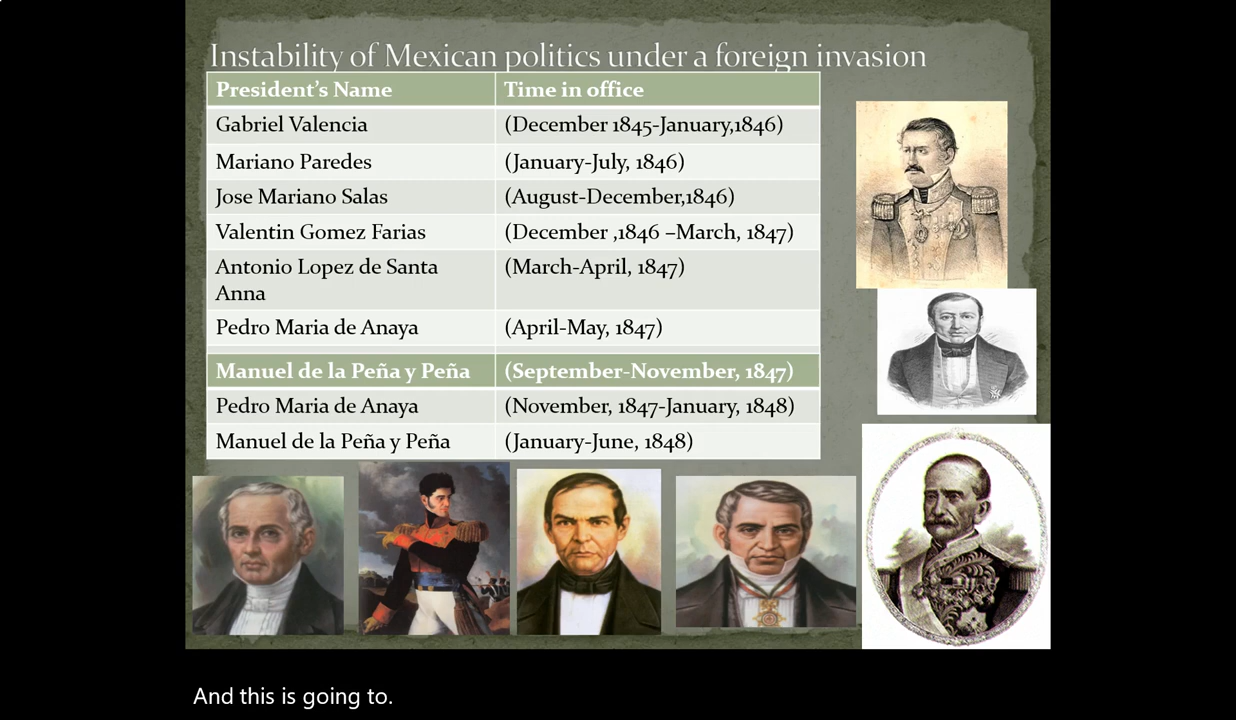 Instability of Mexican politics under a foreign invasion
President's Name Time in office
Gabriel Valencia (December 1845-January,1846)
Mariano Paredes (January-July, 1846)
Jose Mariano Salas (August-December,1846)
Valentin Gomez Farias (December ,1846 –March, 1847)
Antonio Lopez de Santa (March-April, 1847)
Anna
Pedro Maria de Anaya (April-May, 1847)
Manuel de la Peña y Peña (September-November, 1847)
Pedro Maria de Anaya (November, 1847-January, 1848)
Manuel de la Peña y Peña (January-June, 1848)
And this is going to.